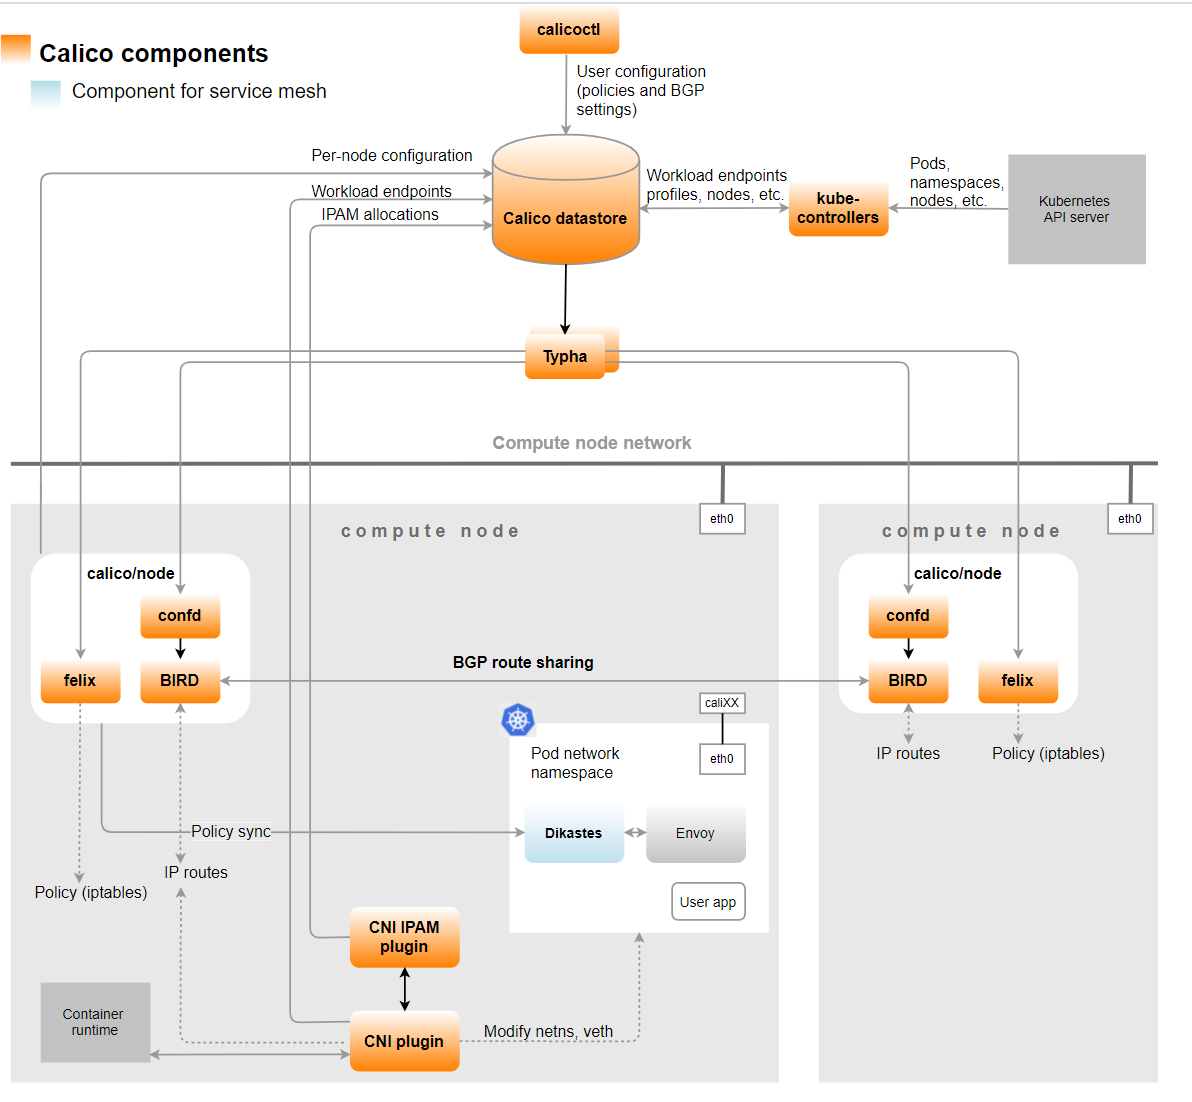 calicoctl
Calico components
Component for service mesh
User configuration
(policies and BGP
settings)
Per-node configuration
Workload endpoints
IPAM allocations
Calico datastore
Workload endpoints
profiles, nodes, etc.
kube-
controllers
Pods,
namespaces,
nodes, etc.
Kubernetes
API server
Typha
Compute node network
compute node
eth0
compute node
eth0
calico/node
confd
felix
BIRD
BGP route sharing
calico/node
confd
BIRD
felix
IP routes
Policy (iptables)
caliXX
eth0
Pod network
namespace
Policy sync
Dikastes
Envoy
User app
IP routes
Policy (iptables)
CNI IPAM
plugin
Container
runtime
CNI plugin
Modify netns, veth